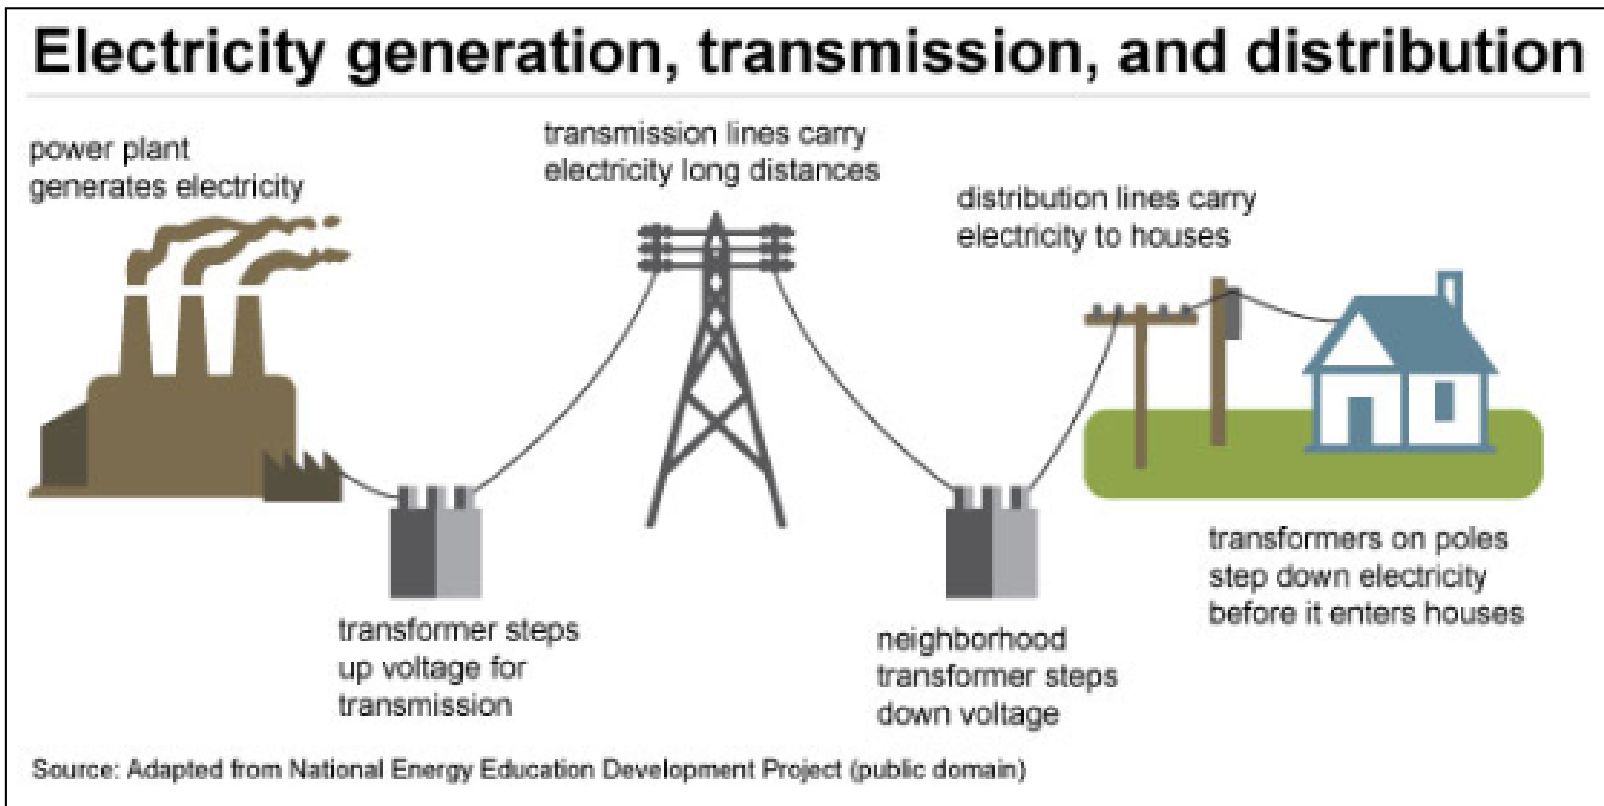 Electricity generation, transmission, and distribution
power plant
generates electricity
transmission lines carry
electricity long distances
distribution lines carry
electricity to houses
transformer steps
up voltage for
transmission
neighborhood
transformer steps
down voltage
transformers on poles
step down electricity
before it enters houses
Source: Adapted from National Energy Education Development Project (public domain)